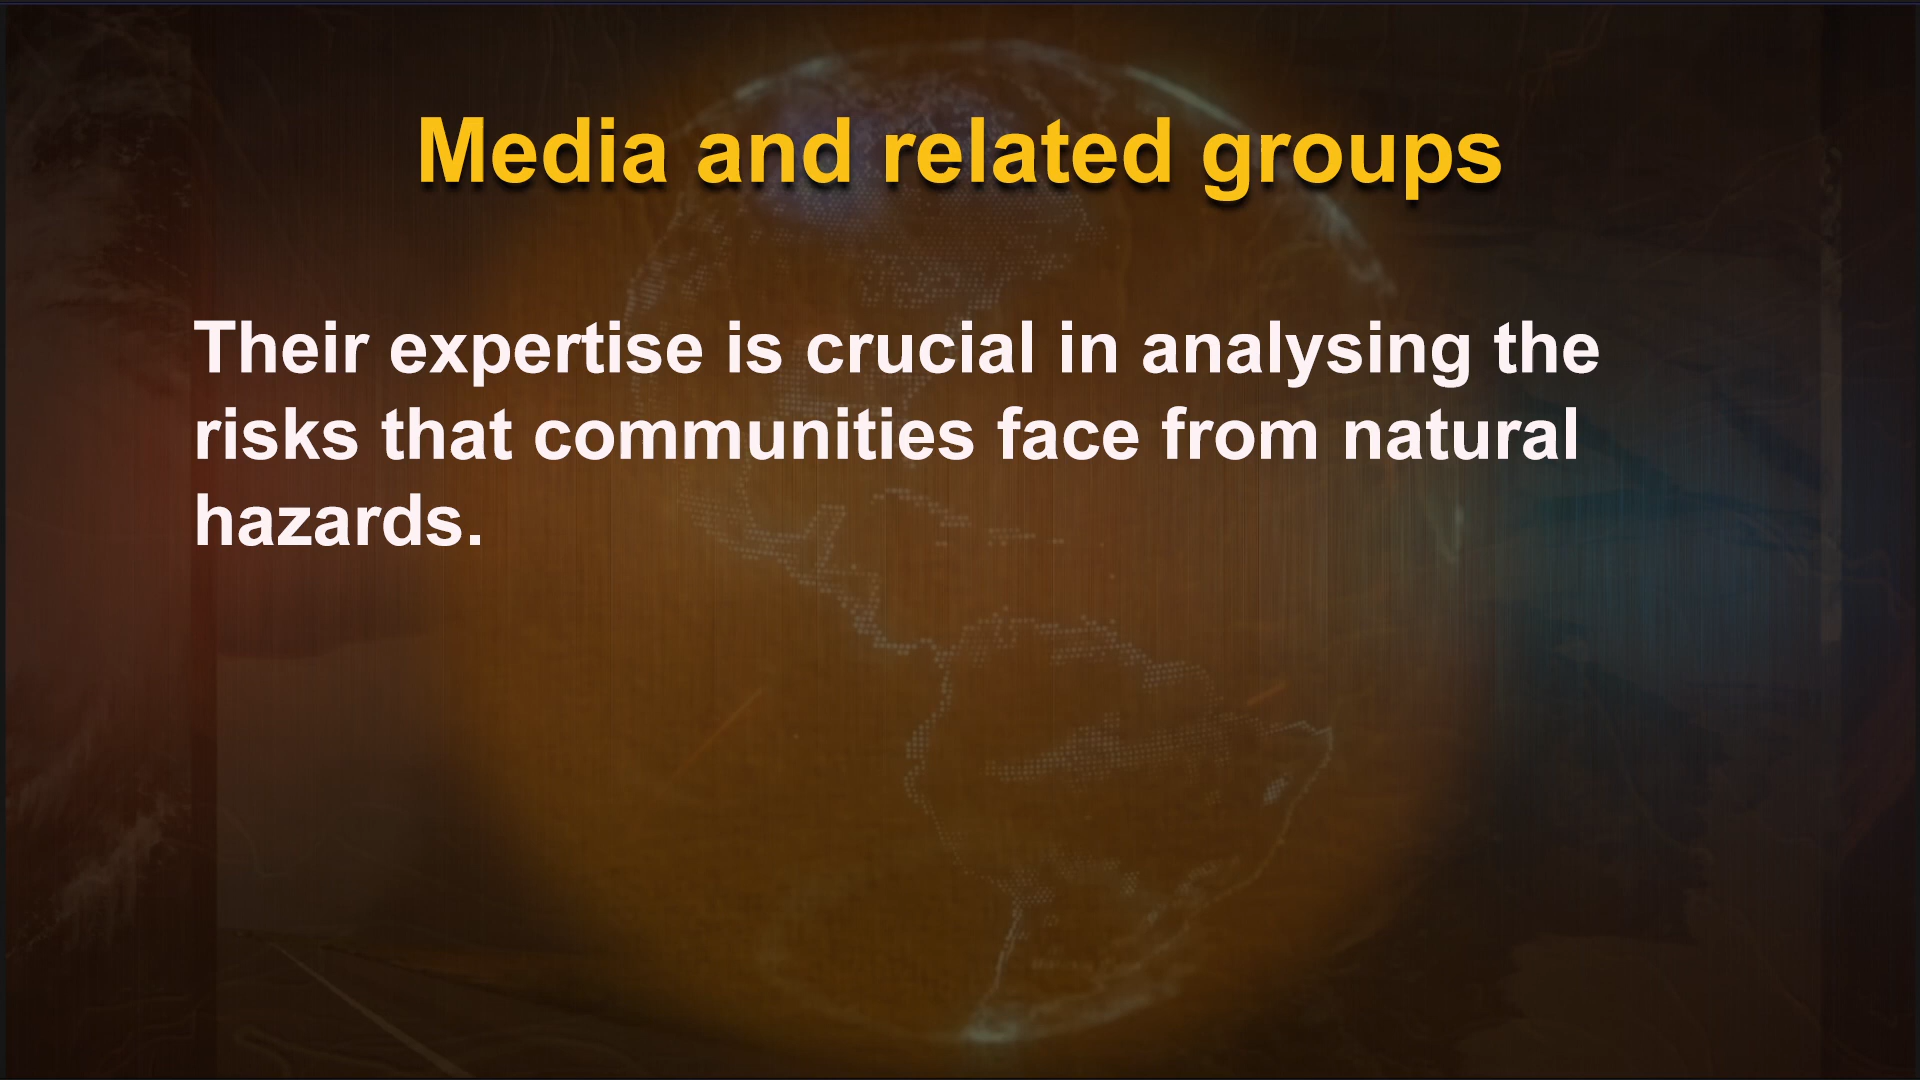 Media and related groups
Their expertise is crucial in analysing the
risks that communities face from natural
hazards.